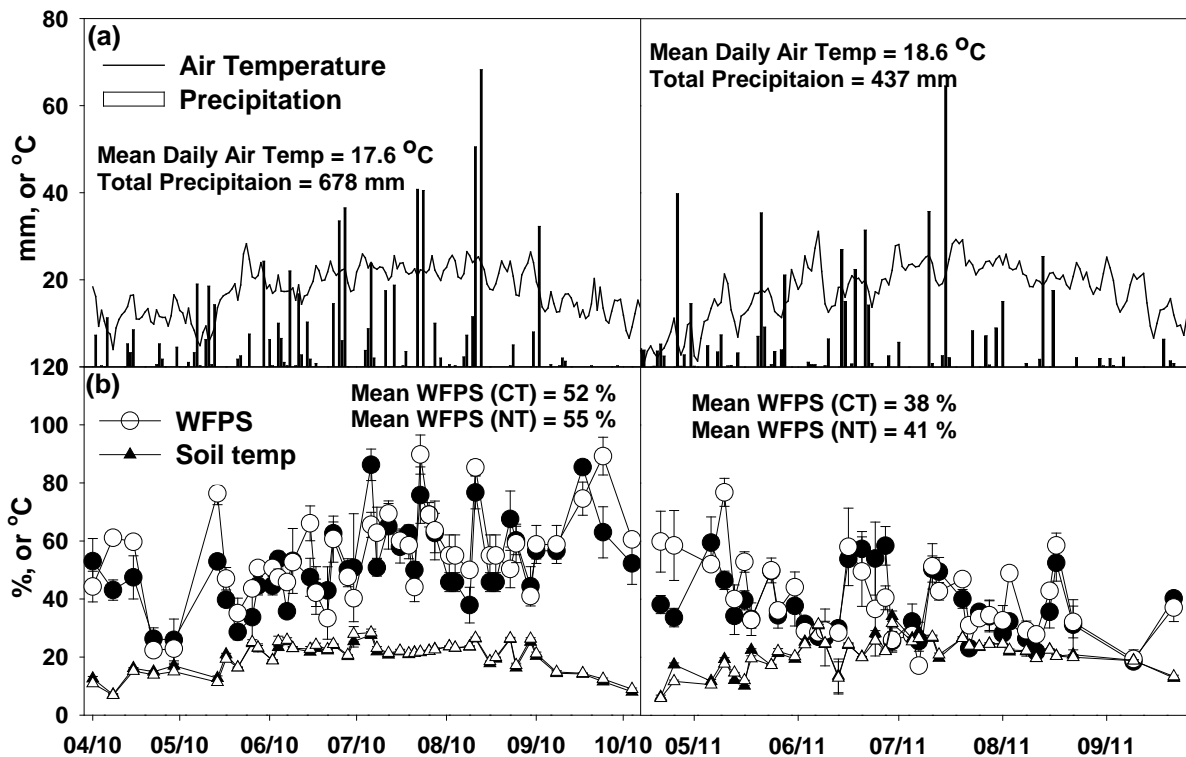 80
(a)
Air Temperature
Precipitation
Mean Daily Air Temp = 17.6 °C
Total Precipitaion = 678 mm
Mean Daily Air Temp = 18.6 °C
Total Precipitaion = 437 mm
60
40
20
mm, or °C
120
(b)
WFPS
Soil temp
Mean WFPS (CT) = 52 %
Mean WFPS (NT) = 55 %
Mean WFPS (CT) = 38 %
Mean WFPS (NT) = 41 %
100
80
60
40
20
0
%, or °C
04/10 05/10 06/10 07/10 08/10 09/10 10/10 05/11 06/11 07/11 08/11 09/11